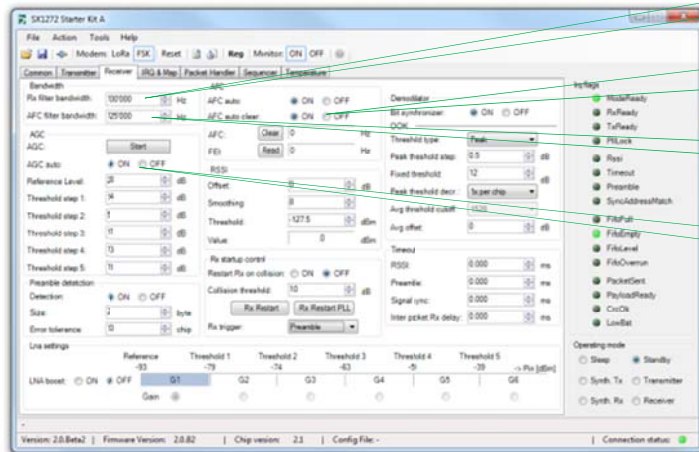 SX1272 Starter Kit A
File Action Tools Help
Modem: LoRa FSK Reset Reg Monitor: ON OFF
Common Transmitter Receiver IRQ & Map Packet Handler Sequencer Temperature
Bandwidth
Rx filter bandwidth: Hz
AFC filter bandwidth: 125'000 Hz
AGC
AGC: Start
AGC auto ON OFF
Reference Level: dB
Threshold step 1: dB
Threshold step 2: dB
Threshold step 3: dB
Threshold step 4: dB
Threshold step 5: dB
Preamble detection
Detection: ON OFF
Size: byte
Error tolerance 10 chip
AFC
AFC auto ON OFF
AFC auto clear: ON OFF
AFC: Clear 0 Hz
FEI: Read 0 Hz
RSSI
Offset: 0 dB
Smoothing: 8
Threshold: -127.5 dBm
Value: 0 dBm
Rx startup control
Restart Rx on collision: ON OFF
Collision threshold: 10 dB
Rx Restart Rx Restart PLL
Rx trigger: Preamble
Demodulator
Bit synchronizer: ON OFF
OOK
Threshold type: Peak
Peak threshold step: 0.5 dB
Fixed threshold 12 dB
Peak threshold decr.: 1x per chip
Avg threshold cutoff:
Avg offset: 0 dB
Timeout
RSSI: 0.000 ms
Preamble: 0.000 ms
Signal sync: 0.000 ms
Inter packet Rx delay: 0.000 ms
Irq flags
ModeReady
RxReady
TxReady
PllLock
Rssi
Timeout
Preamble
SyncAddressMatch
FifoFull
FifoEmpty
FifoLevel
FifoOverrun
PacketSent
PayloadReady
CrcOk
LowBat
Lna settings
Reference Threshold 1 Threshold 2 Threshold 3 Threshold 4 Threshold 5
-93 -79 -74 -63 -39 -> Pin [dBm]
LNA boost: ON OFF G1 G2 G3 G4 G5 G6
Gain
Operating mode
Sleep Standby
Synth. Tx Transmitter
Synth. Rx Receiver
-
Version: 2.0.Beta2 | Firmware Version: 2.0.B2 | Chip version: 2.1 | Config File: - | Connection status: